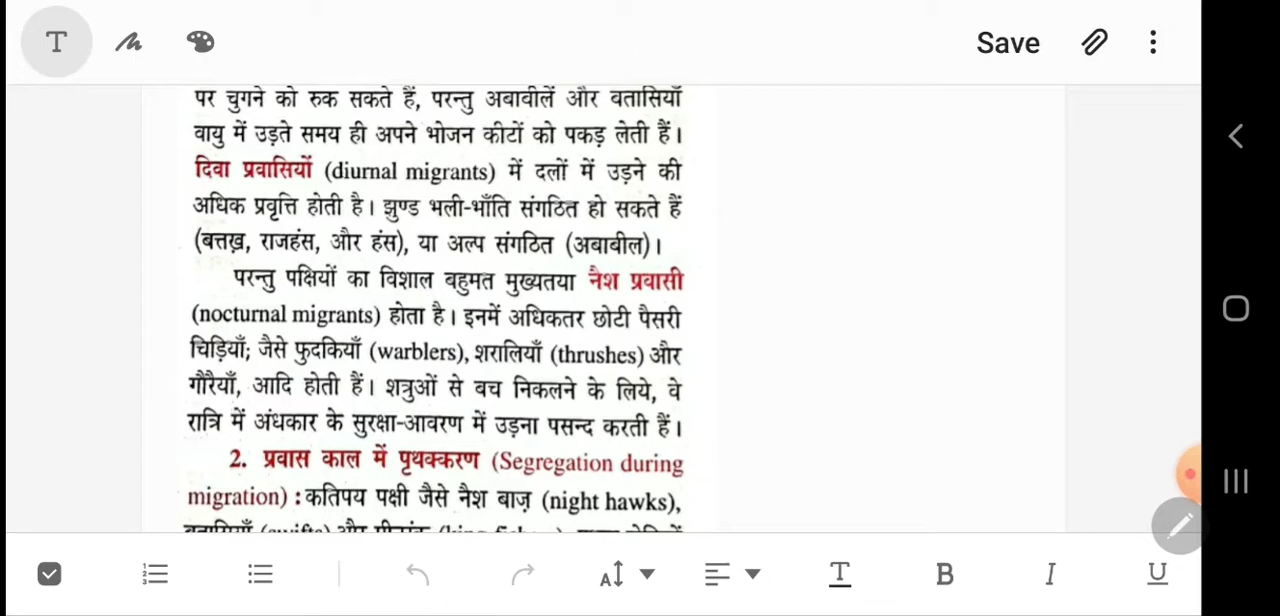 T
Save
पर चुगने को रुक सकते हैं, परन्तु अबाबीलें और बतासियाँ
वायु में उड़ते समय ही अपने भोजन कीटों को पकड़ लेती हैं।
दिवा प्रवासियों (diurnal migrants) में दलों में उड़ने की
अधिक प्रवृत्ति होती है। झुण्ड भली-भाँति संगठित हो सकते हैं
(बत्तख़, राजहंस, और हंस), या अल्प संगठित (अबाबील)।
परन्तु पक्षियों का विशाल बहुमत मुख्यतया नैश प्रवासी
(nocturnal migrants) होता है। इनमें अधिकतर छोटी पैसरी
चिड़ियाँ; जैसे फुदकियाँ (warblers), शरालियाँ (thrushes) और
गौरैयाँ, आदि होती हैं। शत्रुओं से बच निकलने के लिये, वे
रात्रि में अंधकार के सुरक्षा-आवरण में उड़ना पसन्द करती हैं।
2. प्रवास काल में पृथक्करण (Segregation during
migration) : कतिपय पक्षी जैसे नैश बाज़ (night hawks),
A T B I U